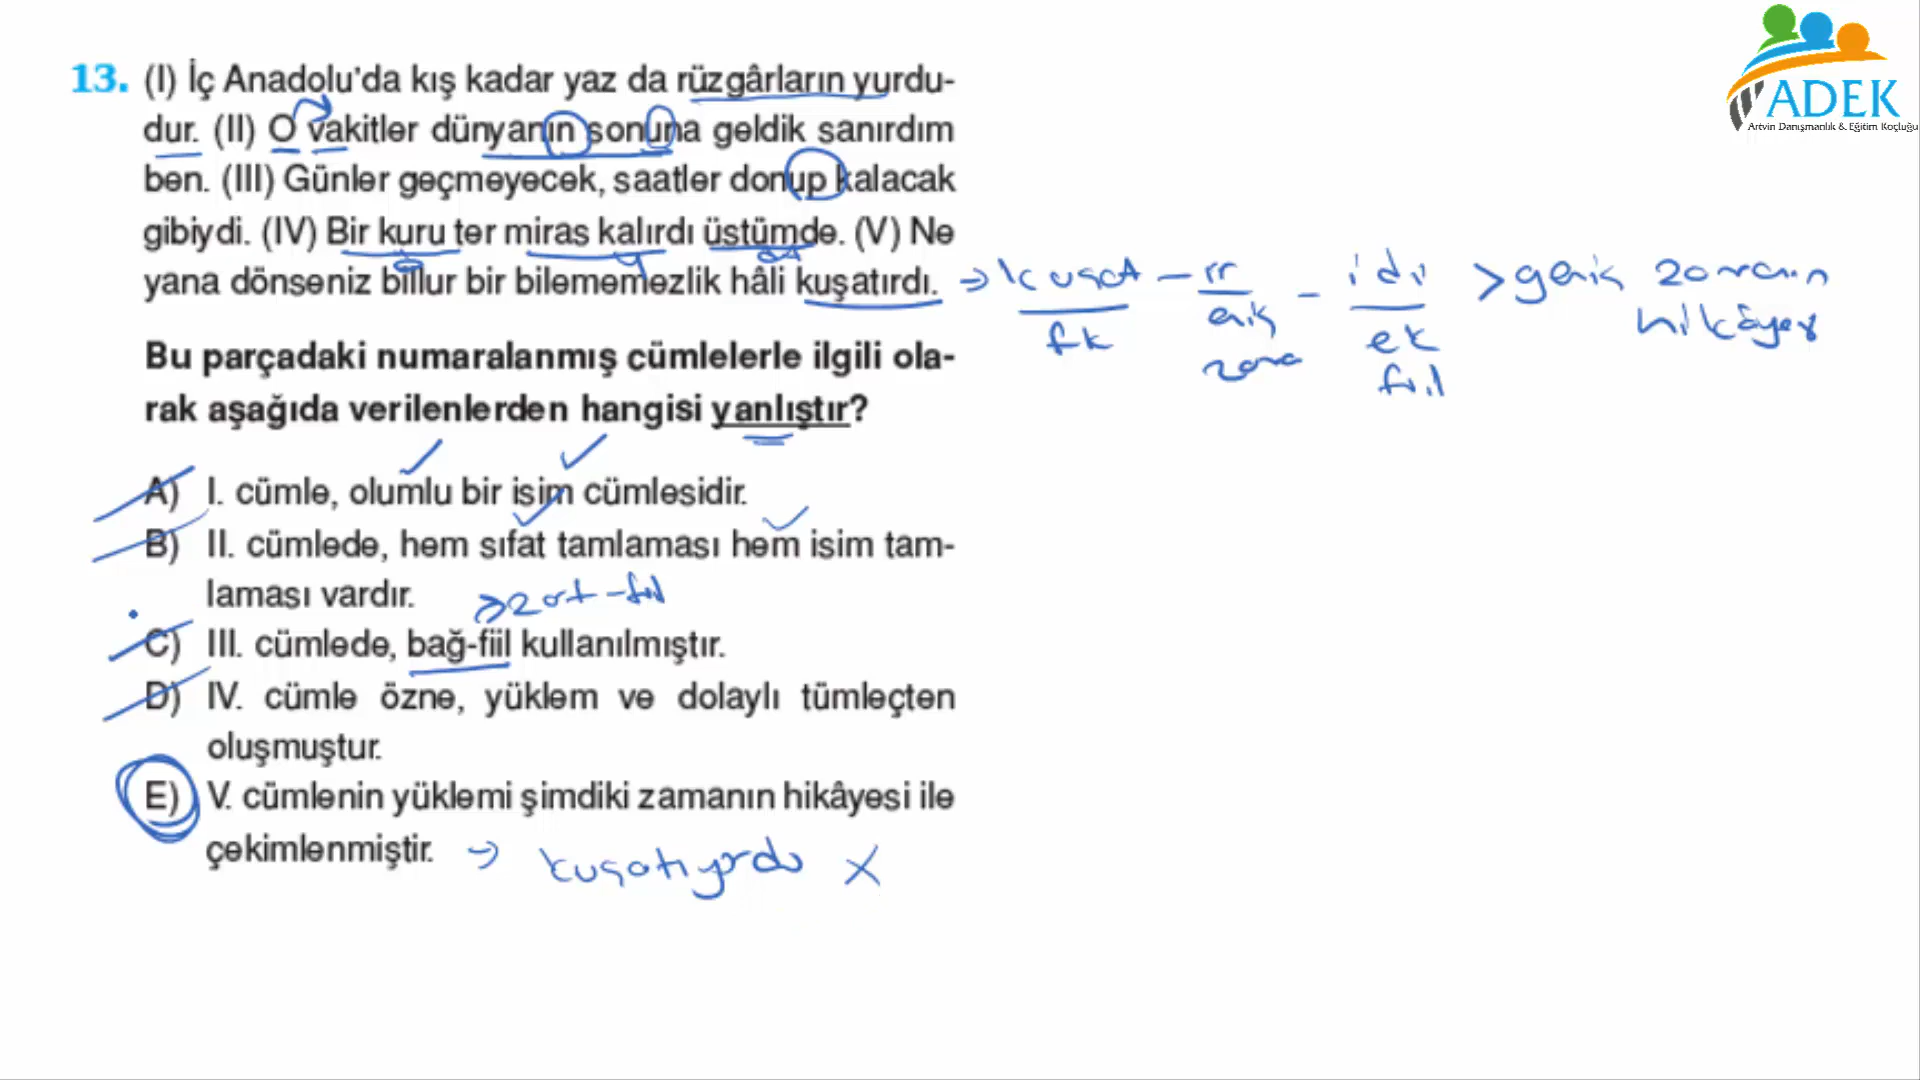 13. (I) İç Anadolu'da kış kadar yaz da rüzgârların yurdu-
dur. (II) O vakitler dünyanın sonuna geldik sanırdım
ben. (III) Günler geçmeyecek, saatler donup kalacak
gibiydi. (IV) Bir kuru ter miras kalırdı üstümde. (V) Ne
yana dönseniz billur bir bilememezlik hâli kuşatırdı.
Bu parçadaki numaralanmış cümlelerle ilgili ola-
rak aşağıda verilenlerden hangisi yanlıştır?
A) I. cümle, olumlu bir isim cümlesidir.
B) II. cümlede, hem sıfat tamlaması hem isim tam-
laması vardır.
C) III. cümlede, bağ-fiil kullanılmıştır.
D) IV. cümle özne, yüklem ve dolaylı tümleçten
oluşmuştur.
E) V. cümlenin yüklemi şimdiki zamanın hikâyesi ile
çekimlenmiştir.
→ kuşatıyordu X
→ kuşat - ır - idi > geniş zamanın
hikâyesi
fk
ek
fiil
ADEK
Artvin Danışmanlık & Eğitim Koçluğu